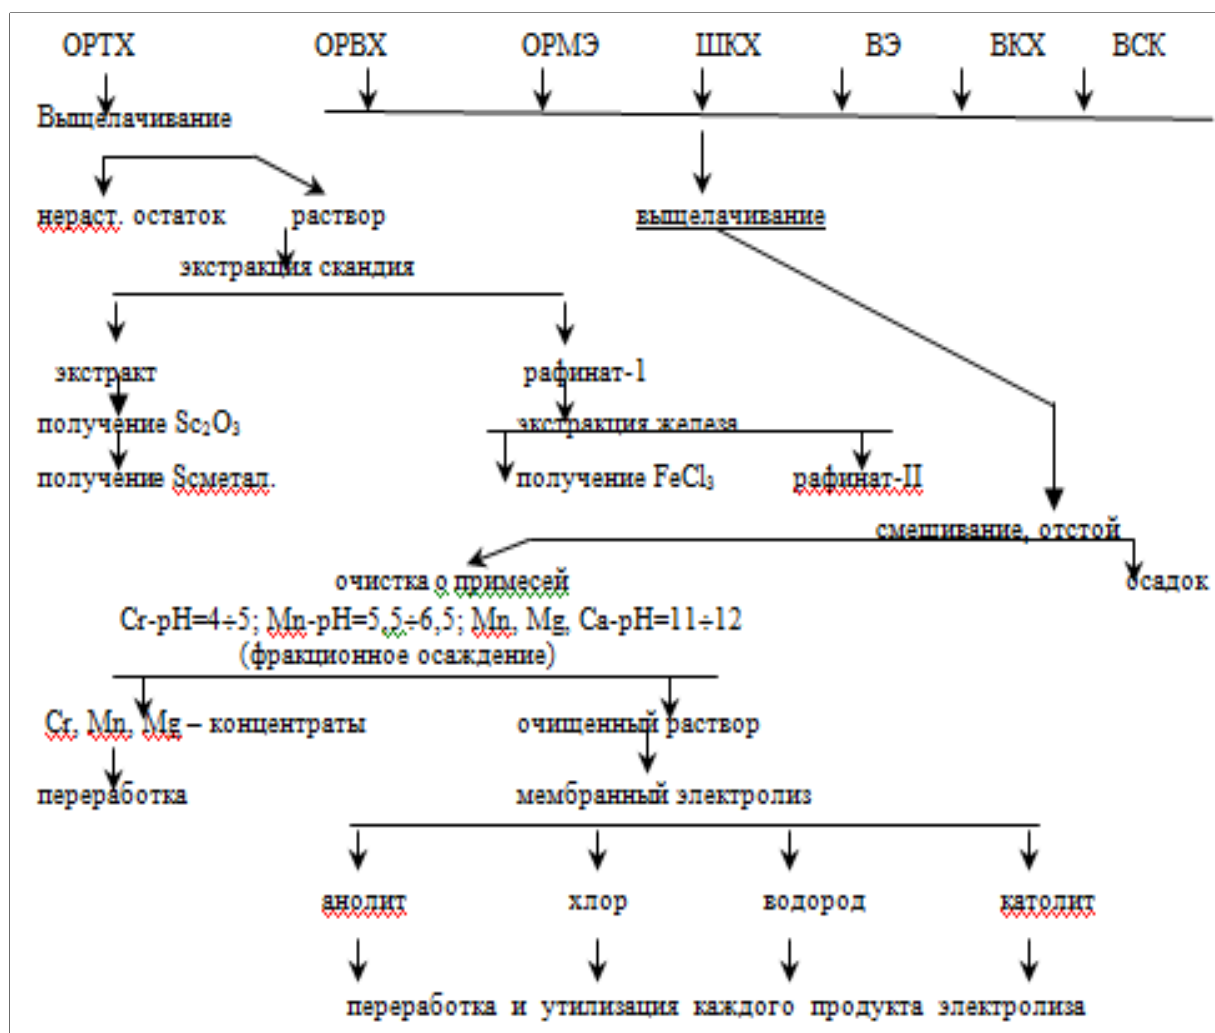 ОРТХ ОРВХ ОРМЭ ШКХ ВЭ ВКХ ВСК
Выщелачивание
нераст. остаток раствор выщелачивание
экстракция скандия
экстракт рафинат-1
получение Sc₂O₃ экстракция железа
получение Scметал. получение FeCl₃ рафинат-II
смешивание, отстой
очистка о примесей осадок
Cr-pH=4÷5; Mn-pH=5,5÷6,5; Mn, Mg, Ca-pH=11÷12
(фракционное осаждение)
Cr, Mn, Mg – концентраты очищенный раствор
переработка мембранный электролиз
анолит хлор водород католит
переработка и утилизация каждого продукта электролиза